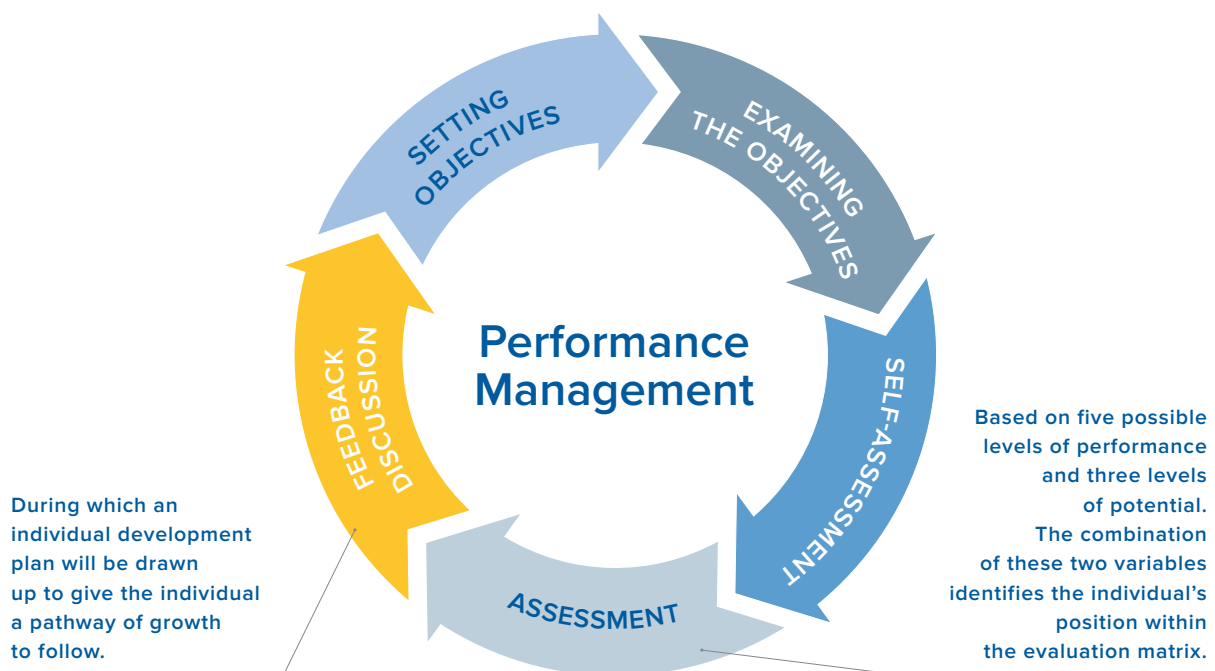 SETTING
OBJECTIVES
EXAMINING
THE OBJECTIVES
SELF-ASSESSMENT
ASSESSMENT
FEEDBACK
DISCUSSION
Performance
Management
Based on five possible
levels of performance
and three levels
of potential.
The combination
of these two variables
identifies the individual’s
position within
the evaluation matrix.
During which an
individual development
plan will be drawn
up to give the individual
a pathway of growth
to follow.